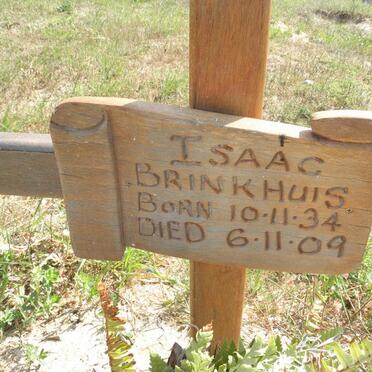 ISAAC
BRINKHUIS
BORN 10.11.34
DIED 6.11.09